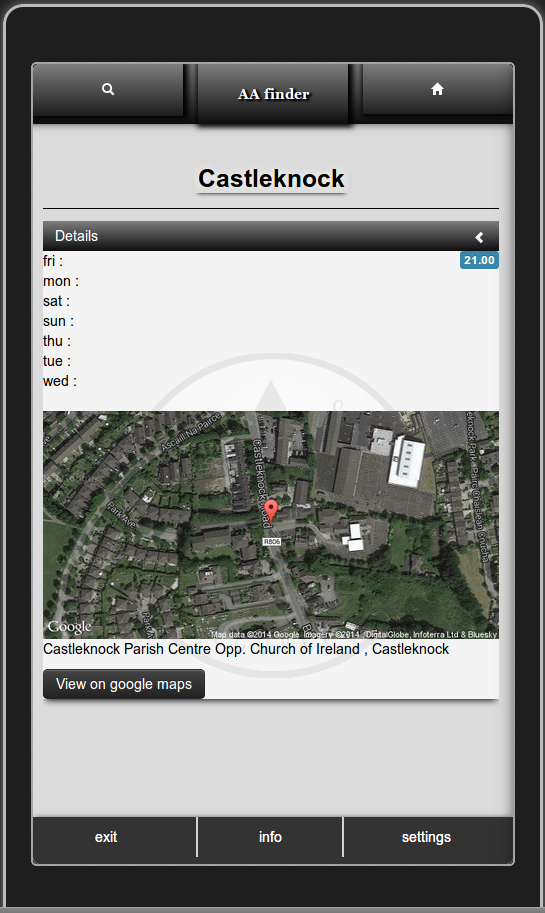 AA finder
Castleknock
Details
fri :
21.00
mon :
sat :
sun :
thu :
tue :
wed :
Ascaill Na Páirce
Castleknock Road
Park Ave
R806
Google
Map data ©2014 Google Imagery ©2014 , DigitalGlobe, Infoterra Ltd & Bluesky
Castleknock Parish Centre Opp. Church of Ireland , Castleknock
View on google maps
exit
info
settings